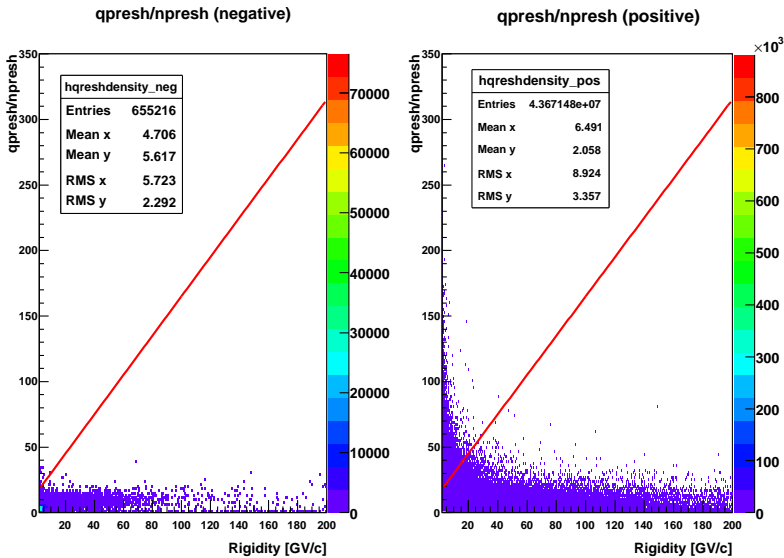 qpresh/npresh (negative)
qpresh/npresh
350
300
250
200
150
100
50
0
hqreshdensity_neg
Entries 655216
Mean x 4.706
Mean y 5.617
RMS x 5.723
RMS y 2.292
70000
60000
50000
40000
30000
20000
10000
0
20 40 60 80 100 120 140 160 180 200
Rigidity [GV/c]
qpresh/npresh (positive)
qpresh/npresh
350
300
250
200
150
100
50
0
hqreshdensity_pos
Entries 4.367148e+07
Mean x 6.491
Mean y 2.058
RMS x 8.924
RMS y 3.357
×10³
800
700
600
500
400
300
200
100
0
20 40 60 80 100 120 140 160 180 200
Rigidity [GV/c]